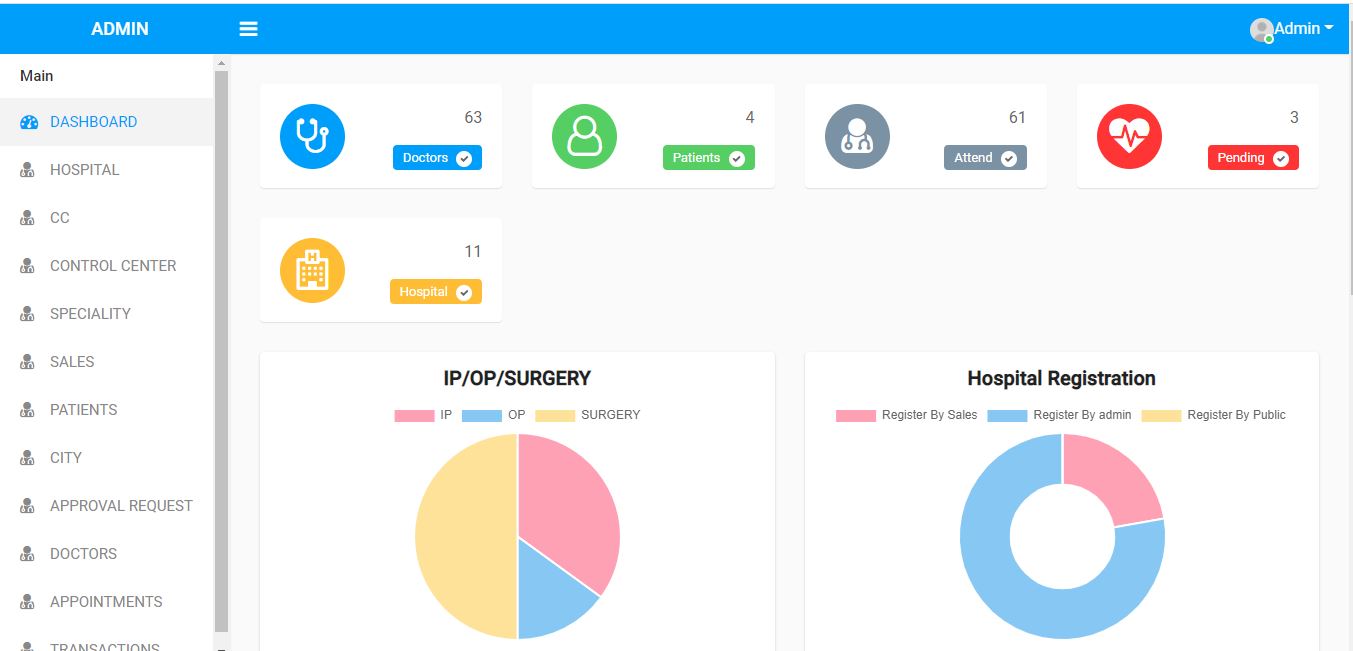 ADMIN
Admin
Main
DASHBOARD
HOSPITAL
CC
CONTROL CENTER
SPECIALITY
SALES
PATIENTS
CITY
APPROVAL REQUEST
DOCTORS
APPOINTMENTS
TRANSACTIONS
63
Doctors
4
Patients
61
Attend
3
Pending
H
11
Hospital
IP/OP/SURGERY
IP OP SURGERY
Hospital Registration
Register By Sales Register By admin Register By Public